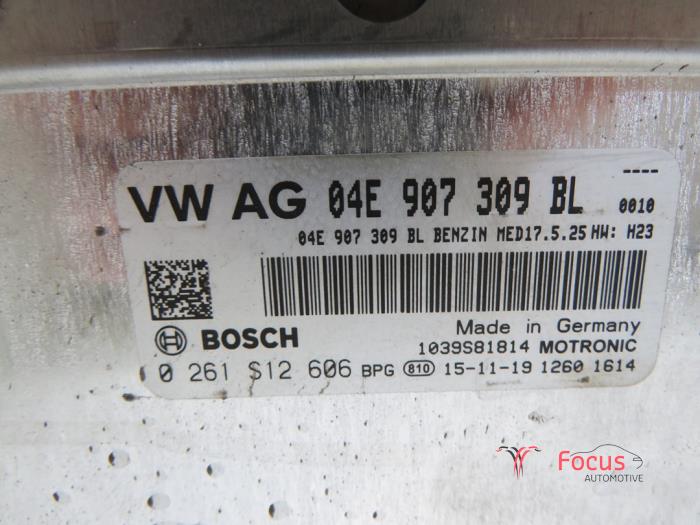 VW AG 04E 907 309 BL ----
0010
04E 907 309 BL BENZIN MED17.5.25 HW: H23
BOSCH
Made in Germany
1039S81814 MOTRONIC
0 261 S12 606 BPG 810 15-11-19 1260 1614
Focus
AUTOMOTIVE